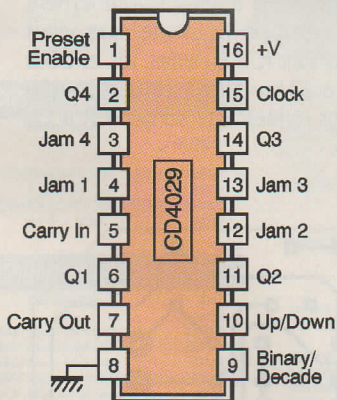 Preset
Enable
1
16
+V
Q4
2
15
Clock
Jam 4
3
14
Q3
Jam 1
4
13
Jam 3
CD4029
Carry In
5
12
Jam 2
Q1
6
11
Q2
Carry Out
7
10
Up/Down
8
9
Binary/
Decade